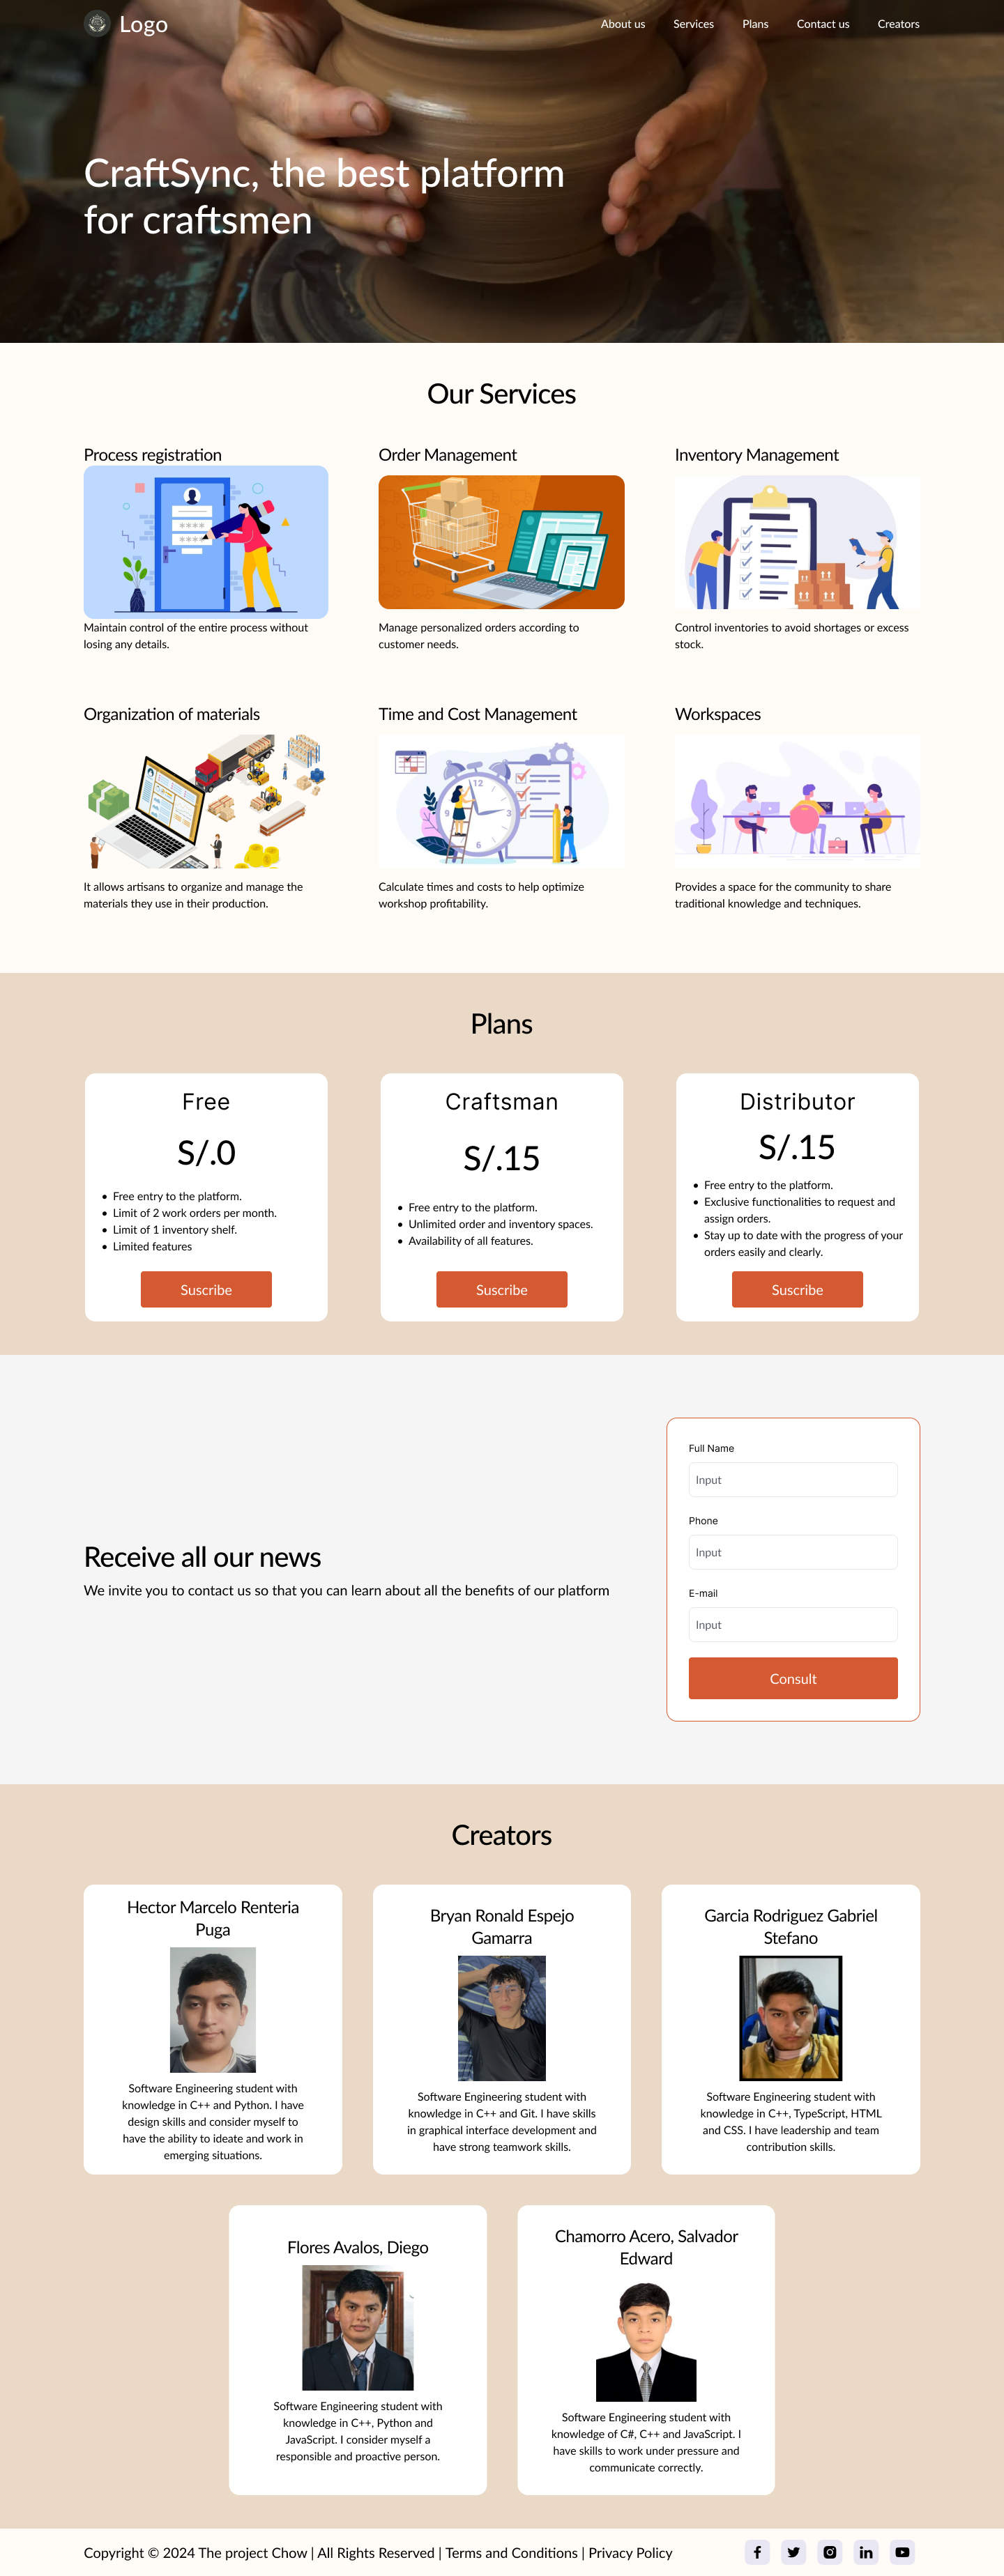 Logo
About us
Services
Plans
Contact us
Creators
CraftSync, the best platform
for craftsmen
Our Services
Process registration
****
****
Maintain control of the entire process without
losing any details.
Order Management
Manage personalized orders according to
customer needs.
Inventory Management
Control inventories to avoid shortages or excess
stock.
Organization of materials
It allows artisans to organize and manage the
materials they use in their production.
Time and Cost Management
12
9
3
6
Calculate times and costs to help optimize
workshop profitability.
Workspaces
Provides a space for the community to share
traditional knowledge and techniques.
Plans
Free
S/.0
• Free entry to the platform.
• Limit of 2 work orders per month.
• Limit of 1 inventory shelf.
• Limited features
Suscribe
Craftsman
S/.15
• Free entry to the platform.
• Unlimited order and inventory spaces.
• Availability of all features.
Suscribe
Distributor
S/.15
• Free entry to the platform.
• Exclusive functionalities to request and
assign orders.
• Stay up to date with the progress of your
orders easily and clearly.
Suscribe
Receive all our news
We invite you to contact us so that you can learn about all the benefits of our platform
Full Name
Input
Phone
Input
E-mail
Input
Consult
Creators
Hector Marcelo Renteria
Puga
Software Engineering student with
knowledge in C++ and Python. I have
design skills and consider myself to
have the ability to ideate and work in
emerging situations.
Bryan Ronald Espejo
Gamarra
Software Engineering student with
knowledge in C++ and Git. I have skills
in graphical interface development and
have strong teamwork skills.
Garcia Rodriguez Gabriel
Stefano
Software Engineering student with
knowledge in C++, TypeScript, HTML
and CSS. I have leadership and team
contribution skills.
Flores Avalos, Diego
Software Engineering student with
knowledge in C++, Python and
JavaScript. I consider myself a
responsible and proactive person.
Chamorro Acero, Salvador
Edward
Software Engineering student with
knowledge of C#, C++ and JavaScript. I
have skills to work under pressure and
communicate correctly.
Copyright © 2024 The project Chow | All Rights Reserved | Terms and Conditions | Privacy Policy